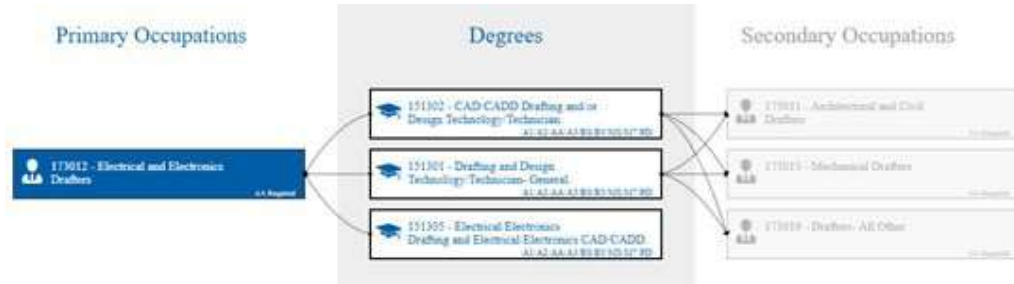 Primary Occupations
Degrees
Secondary Occupations
151302 - CAD/CADD Drafting and/or
Design Technology/Technician
173011 - Architectural and Civil
Drafters
173012 - Electrical and Electronics
Drafters
AA Required
151301 - Drafting and Design
Technology/Technician- General
173013 - Mechanical Drafters
151305 - Electrical/Electronics
Drafting and Electrical/Electronics CAD/CADD
173019 - Drafters- All Other